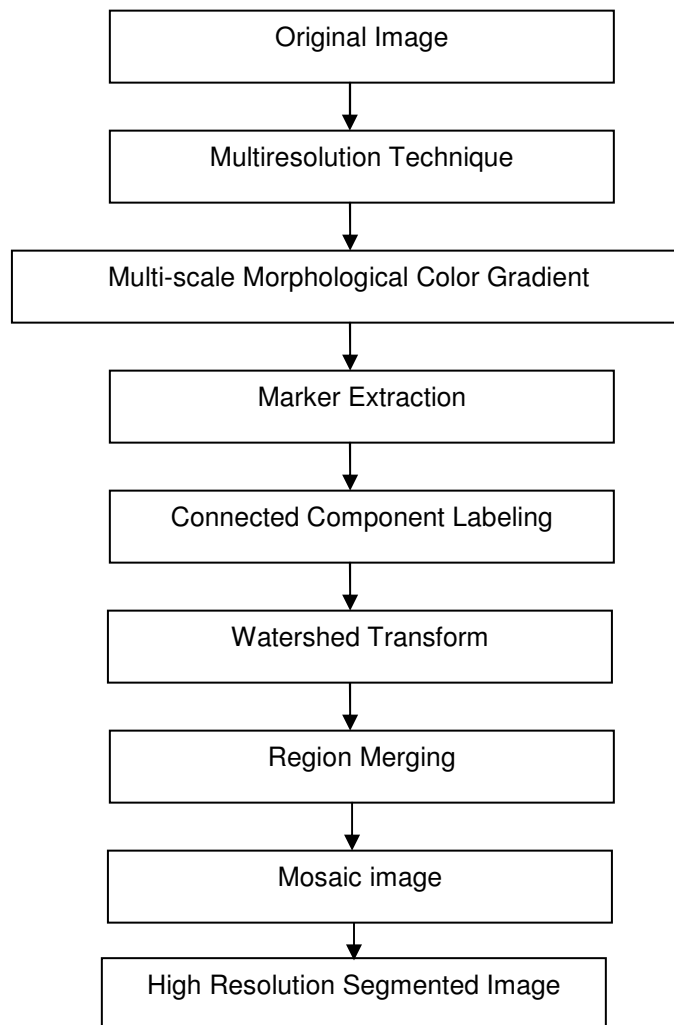 Original Image
Multiresolution Technique
Multi-scale Morphological Color Gradient
Marker Extraction
Connected Component Labeling
Watershed Transform
Region Merging
Mosaic image
High Resolution Segmented Image